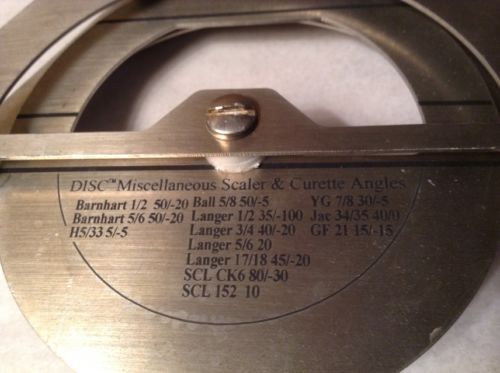 DISC™ Miscellaneous Scaler & Curette Angles
Barnhart 1/2 50/-20 Ball 5/8 50/-5 YG 7/8 30/-5
Barnhart 5/6 50/-20 Langer 1/2 35/-100 Jac 34/35 40/0
H5/33 5/-5 Langer 3/4 40/-20 GF 21 15/-15
Langer 5/6 20
Langer 17/18 45/-20
SCL CK6 80/-30
SCL 152 10